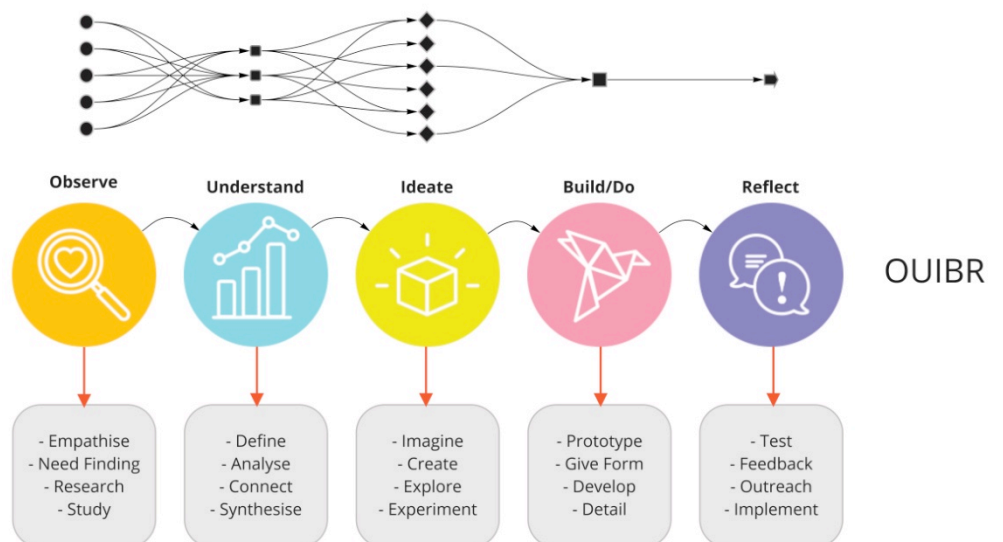 Observe
Understand
Ideate
Build/Do
Reflect
OUIBR
- Empathise
- Need Finding
- Research
- Study
- Define
- Analyse
- Connect
- Synthesise
- Imagine
- Create
- Explore
- Experiment
- Prototype
- Give Form
- Develop
- Detail
- Test
- Feedback
- Outreach
- Implement